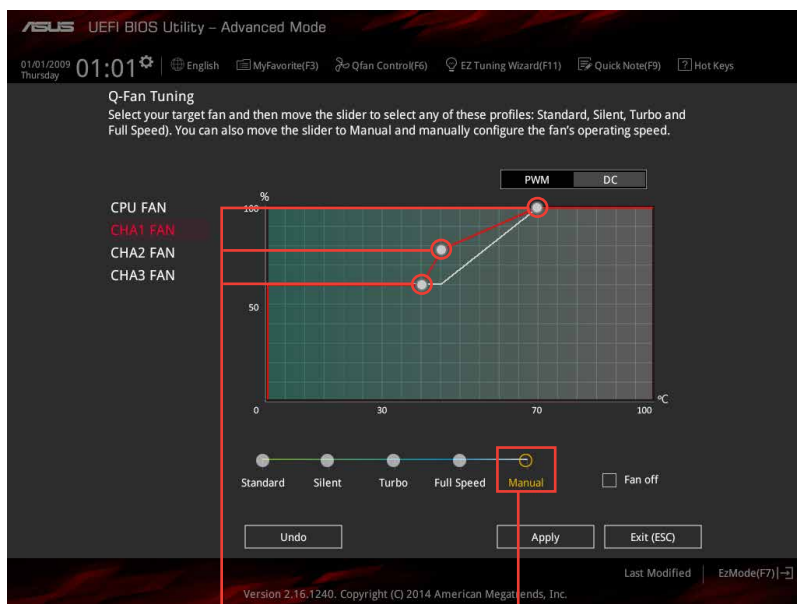 ASUS UEFI BIOS Utility – Advanced Mode
01/01/2009 Thursday 01:01 English MyFavorite(F3) Qfan Control(F6) EZ Tuning Wizard(F11) Quick Note(F9) ? Hot Keys
Q-Fan Tuning
Select your target fan and then move the slider to select any of these profiles: Standard, Silent, Turbo and
Full Speed). You can also move the slider to Manual and manually configure the fan's operating speed.
PWM DC
%
CPU FAN
CHA1 FAN
CHA2 FAN
CHA3 FAN
100
50
0 30 70 100 ºC
Standard Silent Turbo Full Speed Manual
Fan off
Undo Apply Exit (ESC)
Last Modified EzMode(F7)
Version 2.16.1240. Copyright (C) 2014 American Megatrends, Inc.